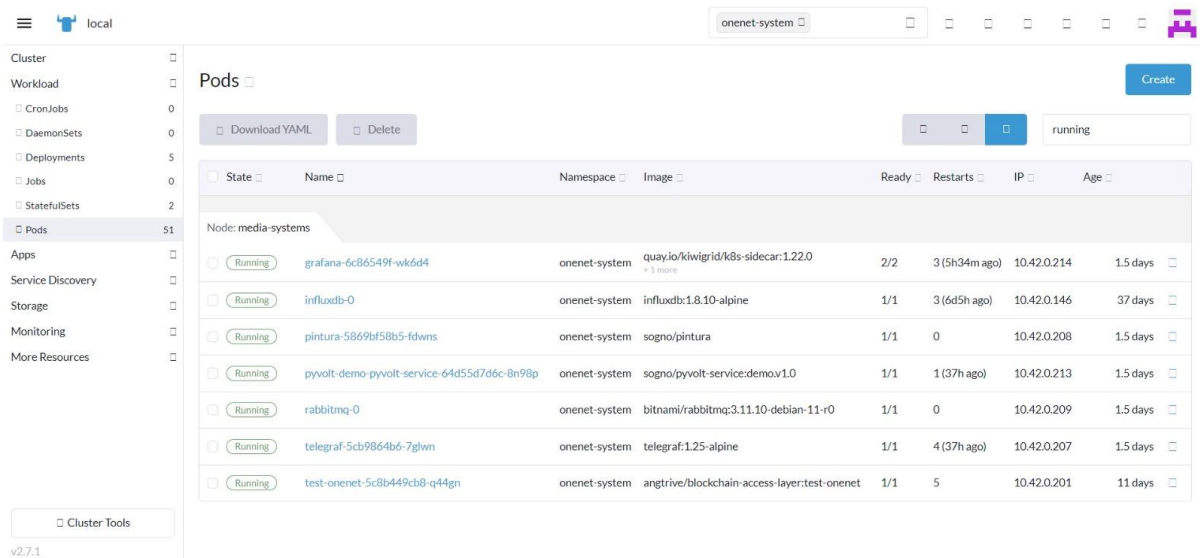 local
onenet-system
Cluster
Workload
CronJobs 0
DaemonSets 0
Deployments 5
Jobs 0
StatefulSets 2
Pods 51
Apps
Service Discovery
Storage
Monitoring
More Resources
Cluster Tools
v2.7.1
Pods
Create
Download YAML Delete running
State Name Namespace Image Ready Restarts IP Age
Node: media-systems
Running grafana-6c86549f-wk6d4 onenet-system quay.io/kiwigrid/k8s-sidecar:1.22.0 2/2 3 (5h34m ago) 10.42.0.214 1.5 days
+ 1 more
Running influxdb-0 onenet-system influxdb:1.8.10-alpine 1/1 3 (6d5h ago) 10.42.0.146 37 days
Running pintura-5869bf58b5-fdwns onenet-system sogno/pintura 1/1 0 10.42.0.208 1.5 days
Running pyvolt-demo-pyvolt-service-64d55d7d6c-8n98p onenet-system sogno/pyvolt-service:demo.v1.0 1/1 1 (37h ago) 10.42.0.213 1.5 days
Running rabbitmq-0 onenet-system bitnami/rabbitmq:3.11.10-debian-11-r0 1/1 0 10.42.0.209 1.5 days
Running telegraf-5cb9864b6-7glwn onenet-system telegraf:1.25-alpine 1/1 4 (37h ago) 10.42.0.207 1.5 days
Running test-onenet-5c8b449cb8-q44gn onenet-system angtrive/blockchain-access-layer:test-onenet 1/1 5 10.42.0.201 11 days